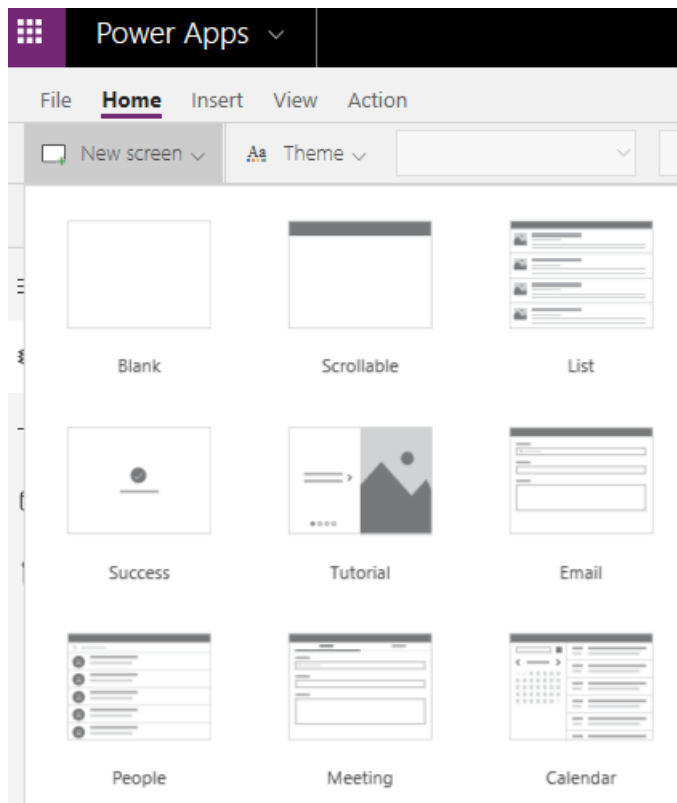 Power Apps
File Home Insert View Action
New screen Aa Theme
Blank Scrollable List
Success Tutorial Email
People Meeting Calendar